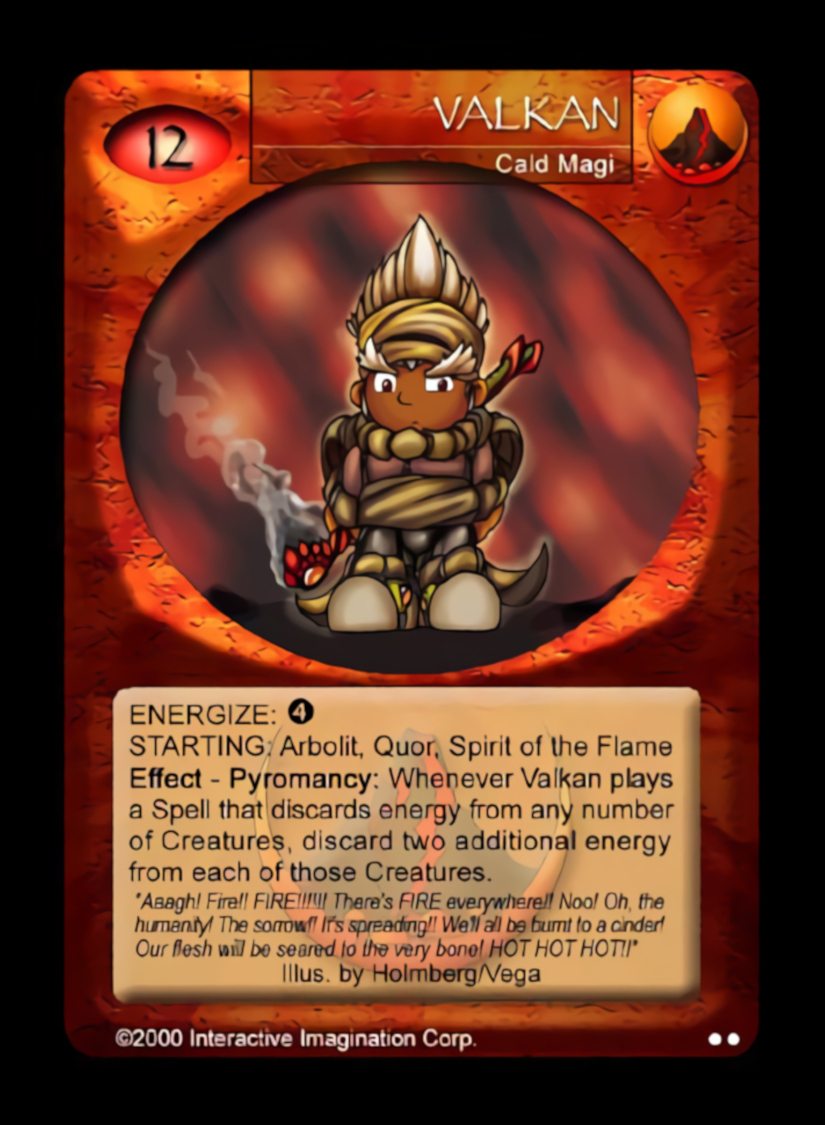 12
VALKAN
Cald Magi
ENERGIZE: 4
STARTING: Arbolit, Quor, Spirit of the Flame
Effect - Pyromancy: Whenever Valkan plays
a Spell that discards energy from any number
of Creatures, discard two additional energy
from each of those Creatures.
"Aaagh! Fire!! FIRE!!!!!! There's FIRE everywhere!! Noo! Oh, the
humanity! The sorrow!! It's spreading!! We'll all be burnt to a cinder!
Our flesh will be seared to the very bone! HOT HOT HOT!!"
Illus. by Holmberg/Vega
©2000 Interactive Imagination Corp.